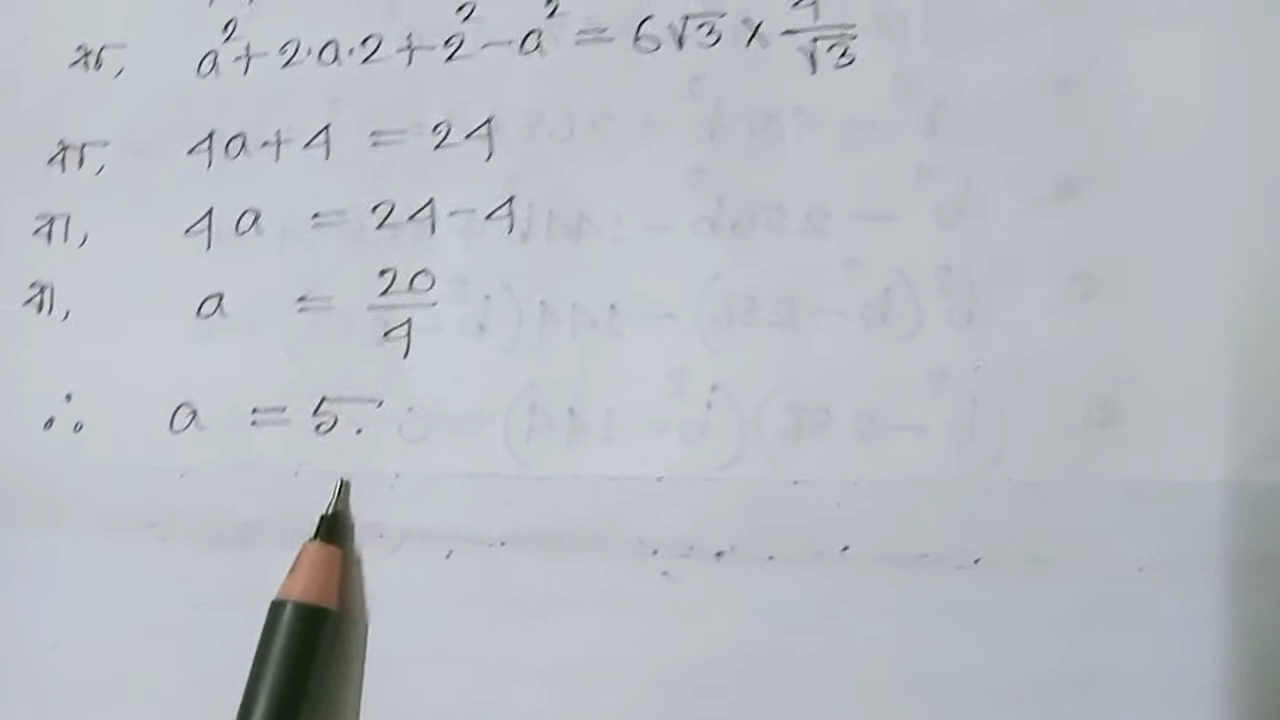 বা, a² + 2·a·2 + 2² - a² = 6√3 × 4/√3
বা, 4a + 4 = 24
বা, 4a = 24 - 4
বা, a = 20/4
∴ a = 5.